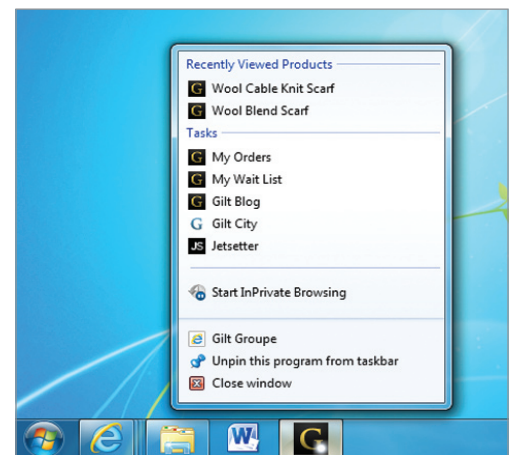 Recently Viewed Products
G Wool Cable Knit Scarf
G Wool Blend Scarf
Tasks
G My Orders
G My Wait List
G Gilt Blog
G Gilt City
JS Jetsetter
Start InPrivate Browsing
e Gilt Groupe
Unpin this program from taskbar
Close window
e W G